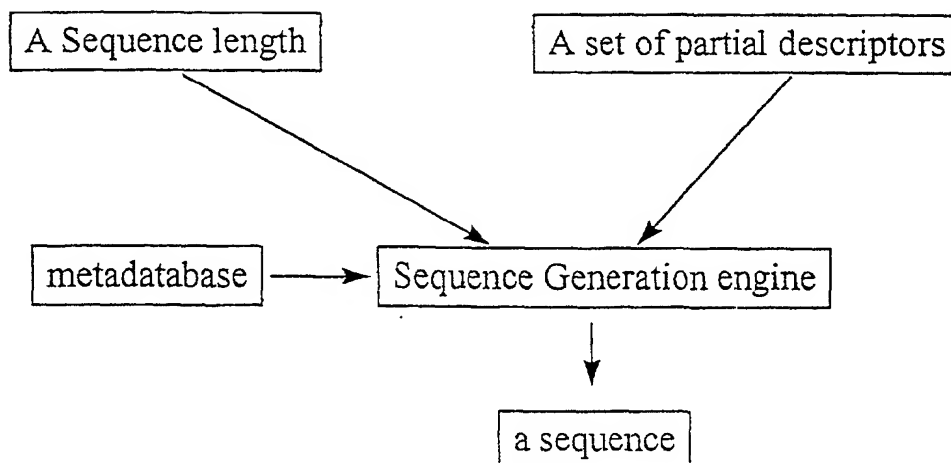 A Sequence length
A set of partial descriptors
metadatabase
Sequence Generation engine
a sequence